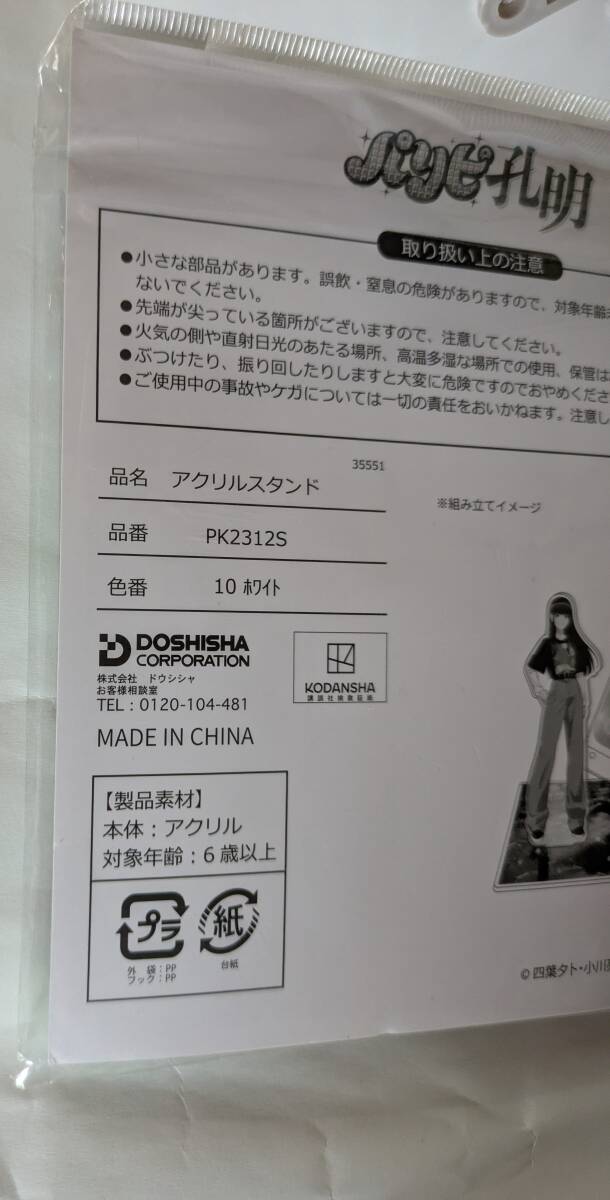 パリピ孔明
取り扱い上の注意
●小さな部品があります。誤飲・窒息の危険がありますので、対象年齢
ないでください。
●先端が尖っている箇所がございますので、注意してください。
●火気の側や直射日光のあたる場所、高温多湿な場所での使用、保管は
●ぶつけたり、振り回したりしますと大変に危険ですのでおやめくださ
●ご使用中の事故やケガについては一切の責任をおいかねます。注意し
35551
品名 アクリルスタンド
※組み立てイメージ
品番 PK2312S
色番 10 ﾎﾜｲﾄ
DOSHISHA
CORPORATION
株式会社 ドウシシャ
お客様相談室
TEL：0120-104-481
KODANSHA
講談社検査証紙
MADE IN CHINA
【製品素材】
本体：アクリル
対象年齢：6歳以上
プラ
紙
外 袋：PP
フック：PP
台紙
© 四葉タト・小川